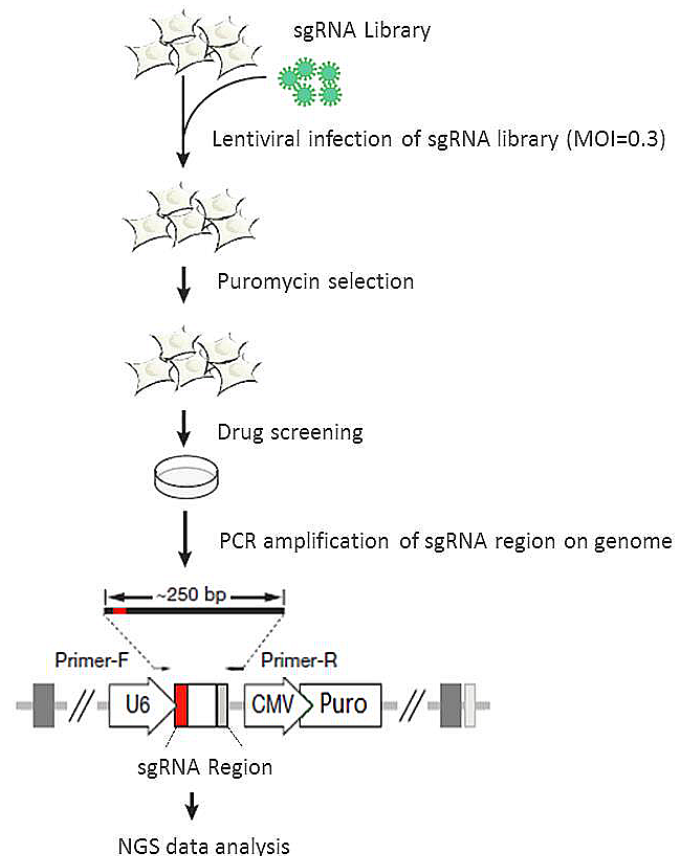 sgRNA Library
Lentiviral infection of sgRNA library (MOI=0.3)
Puromycin selection
Drug screening
PCR amplification of sgRNA region on genome
~250 bp
Primer-F
Primer-R
U6
CMV
Puro
sgRNA Region
NGS data analysis